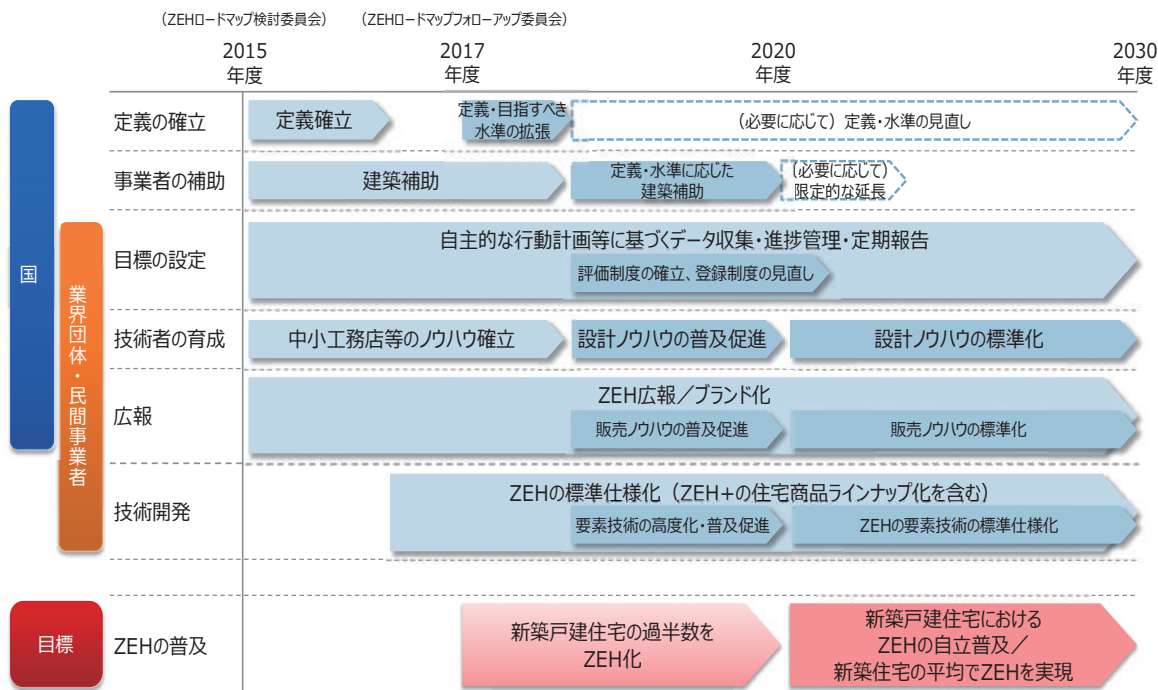 （ZEHロードマップ検討委員会）
（ZEHロードマップフォローアップ委員会）
2015
年度
2017
年度
2020
年度
2030
年度
国
業界団体・民間事業者
定義の確立
定義確立
定義・目指すべき
水準の拡張
（必要に応じて）定義・水準の見直し
事業者の補助
建築補助
定義・水準に応じた
建築補助
（必要に応じて）
限定的な延長
目標の設定
自主的な行動計画等に基づくデータ収集・進捗管理・定期報告
評価制度の確立、登録制度の見直し
技術者の育成
中小工務店等のノウハウ確立
設計ノウハウの普及促進
設計ノウハウの標準化
広報
ZEH広報／ブランド化
販売ノウハウの普及促進
販売ノウハウの標準化
技術開発
ZEHの標準仕様化（ZEH+の住宅商品ラインナップ化を含む）
要素技術の高度化・普及促進
ZEHの要素技術の標準仕様化
目標
ZEHの普及
新築戸建住宅の過半数を
ZEH化
新築戸建住宅における
ZEHの自立普及／
新築住宅の平均でZEHを実現